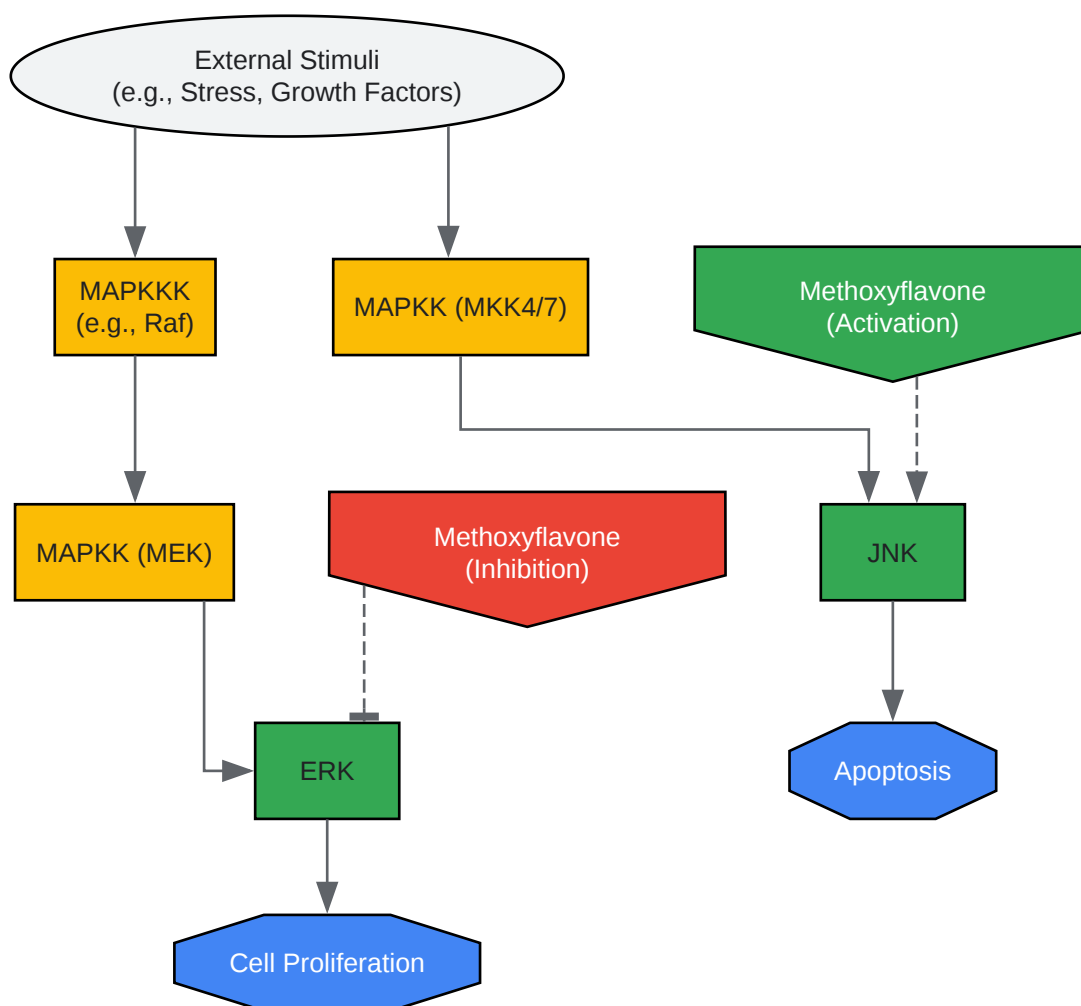 External Stimuli
(e.g., Stress, Growth Factors)
MAPKKK
(e.g., Raf)
MAPKK (MKK4/7)
Methoxyflavone
(Activation)
MAPKK (MEK)
Methoxyflavone
(Inhibition)
JNK
ERK
Apoptosis
Cell Proliferation